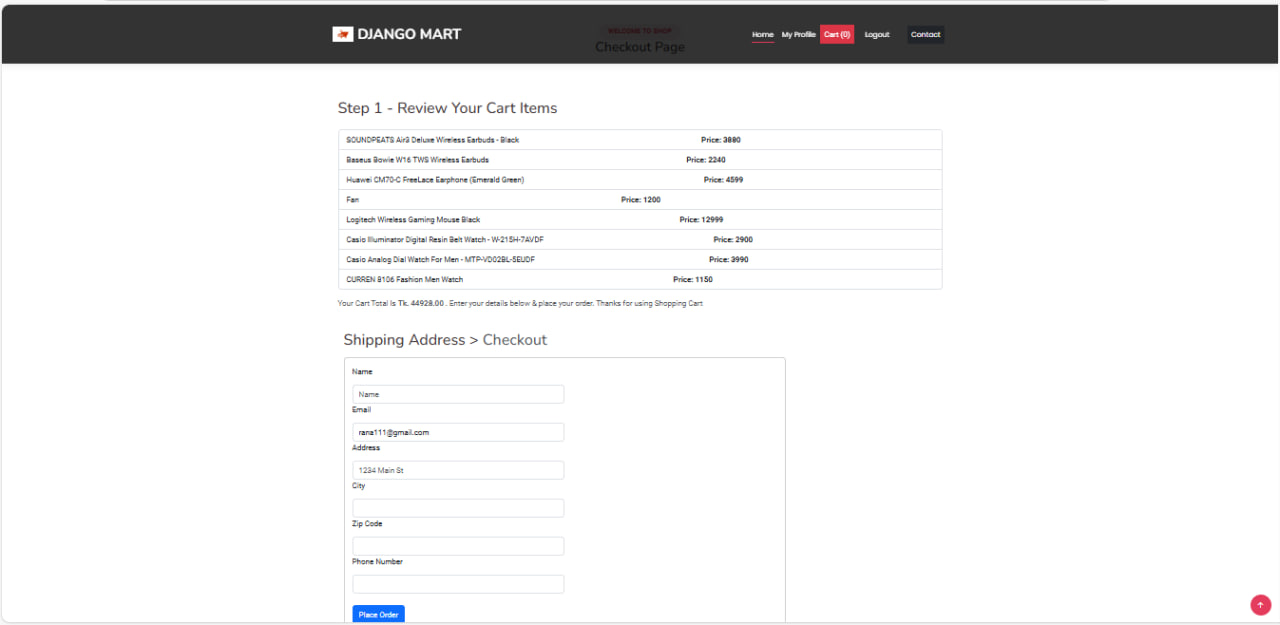 DJANGO MART
WELCOME TO SHOP
Checkout Page
Home My Profile Cart (0) Logout Contact
Step 1 - Review Your Cart Items
SOUNDPEATS Air3 Deluxe Wireless Earbuds - Black Price: 3880
Baseus Bowie W16 TWS Wireless Earbuds Price: 2240
Huawei CM70-C FreeLace Earphone (Emerald Green) Price: 4599
Fan Price: 1200
Logitech Wireless Gaming Mouse Black Price: 12999
Casio Illuminator Digital Resin Belt Watch - W-215H-7AVDF Price: 2900
Casio Analog Dial Watch For Men - MTP-VD02BL-5EUDF Price: 3990
CURREN 8106 Fashion Men Watch Price: 1150
Your Cart Total is Tk. 44928.00 . Enter your details below & place your order. Thanks for using Shopping Cart
Shipping Address > Checkout
Name
Name
Email
rana111@gmail.com
Address
1234 Main St
City
Zip Code
Phone Number
Place Order